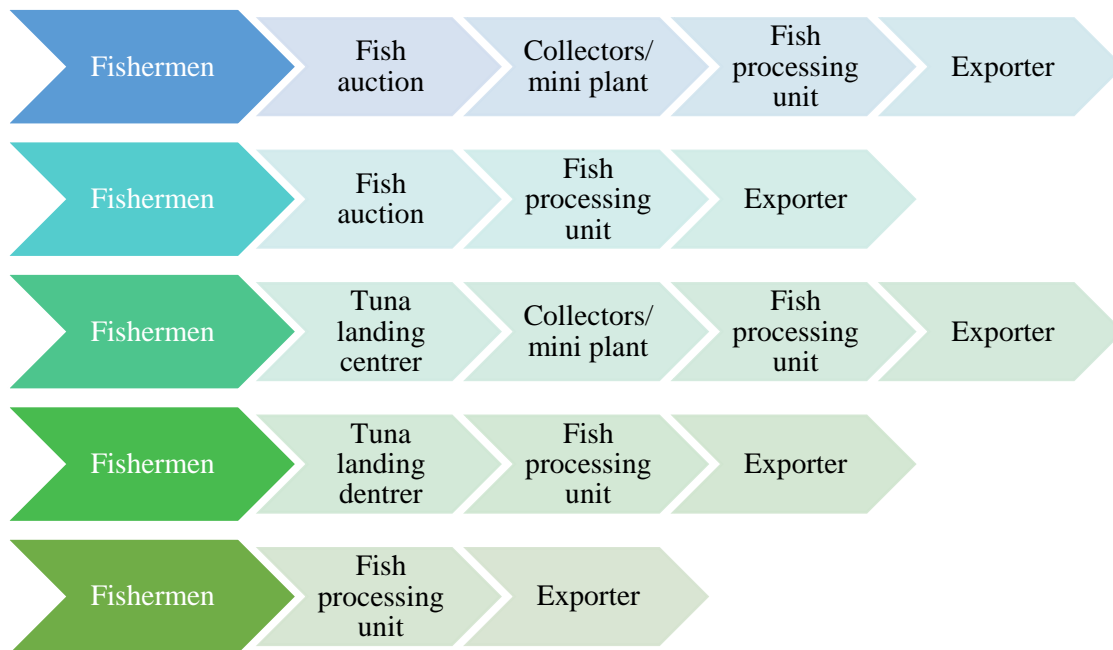 Fishermen
Fish
auction
Collectors/
mini plant
Fish
processing
unit
Exporter
Fishermen
Fish
auction
Fish
processing
unit
Exporter
Fishermen
Tuna
landing
centrer
Collectors/
mini plant
Fish
processing
unit
Exporter
Fishermen
Tuna
landing
dentrer
Fish
processing
unit
Exporter
Fishermen
Fish
processing
unit
Exporter